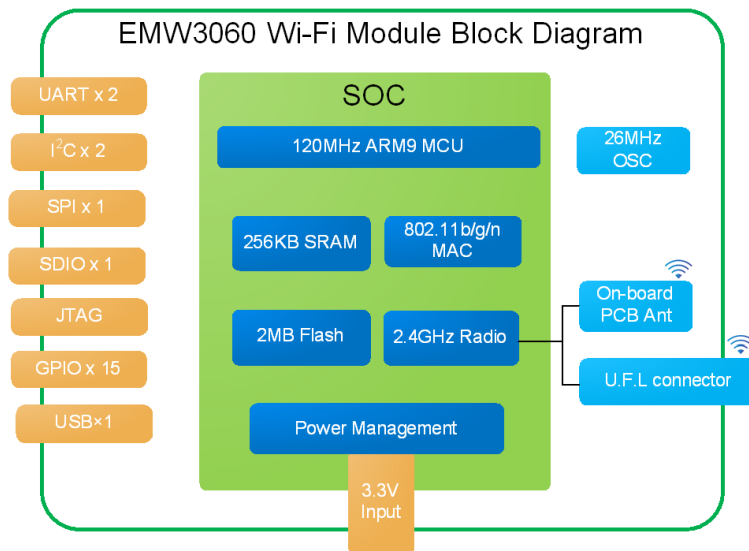 EMW3060 Wi-Fi Module Block Diagram
UART x 2
I²C x 2
SPI x 1
SDIO x 1
JTAG
GPIO x 15
USB×1
SOC
120MHz ARM9 MCU
256KB SRAM
802.11b/g/n
MAC
2MB Flash
2.4GHz Radio
Power Management
3.3V
Input
26MHz
OSC
On-board
PCB Ant
U.F.L connector